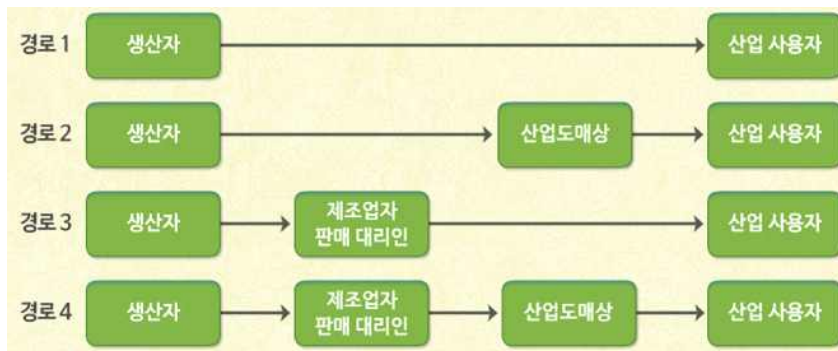 경로 1 생산자 산업 사용자
경로 2 생산자 산업도매상 산업 사용자
경로 3 생산자 제조업자 판매 대리인 산업 사용자
경로 4 생산자 제조업자 판매 대리인 산업도매상 산업 사용자